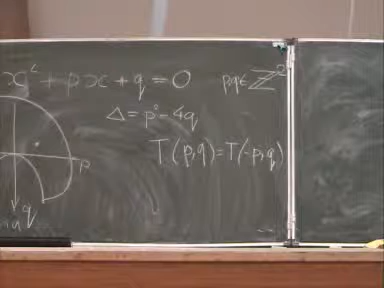 x² + px + q = 0    p,q ∈ ℤ²
Δ = p² - 4q
T(p,q) = T(-p,q)
p
q